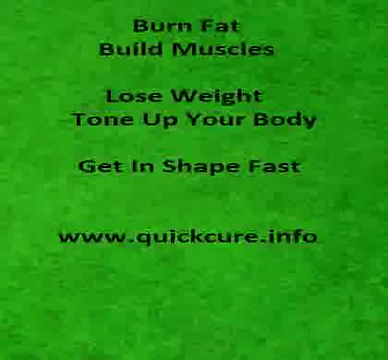 Burn Fat
Build Muscles
Lose Weight
Tone Up Your Body
Get In Shape Fast
www.quickcure.info